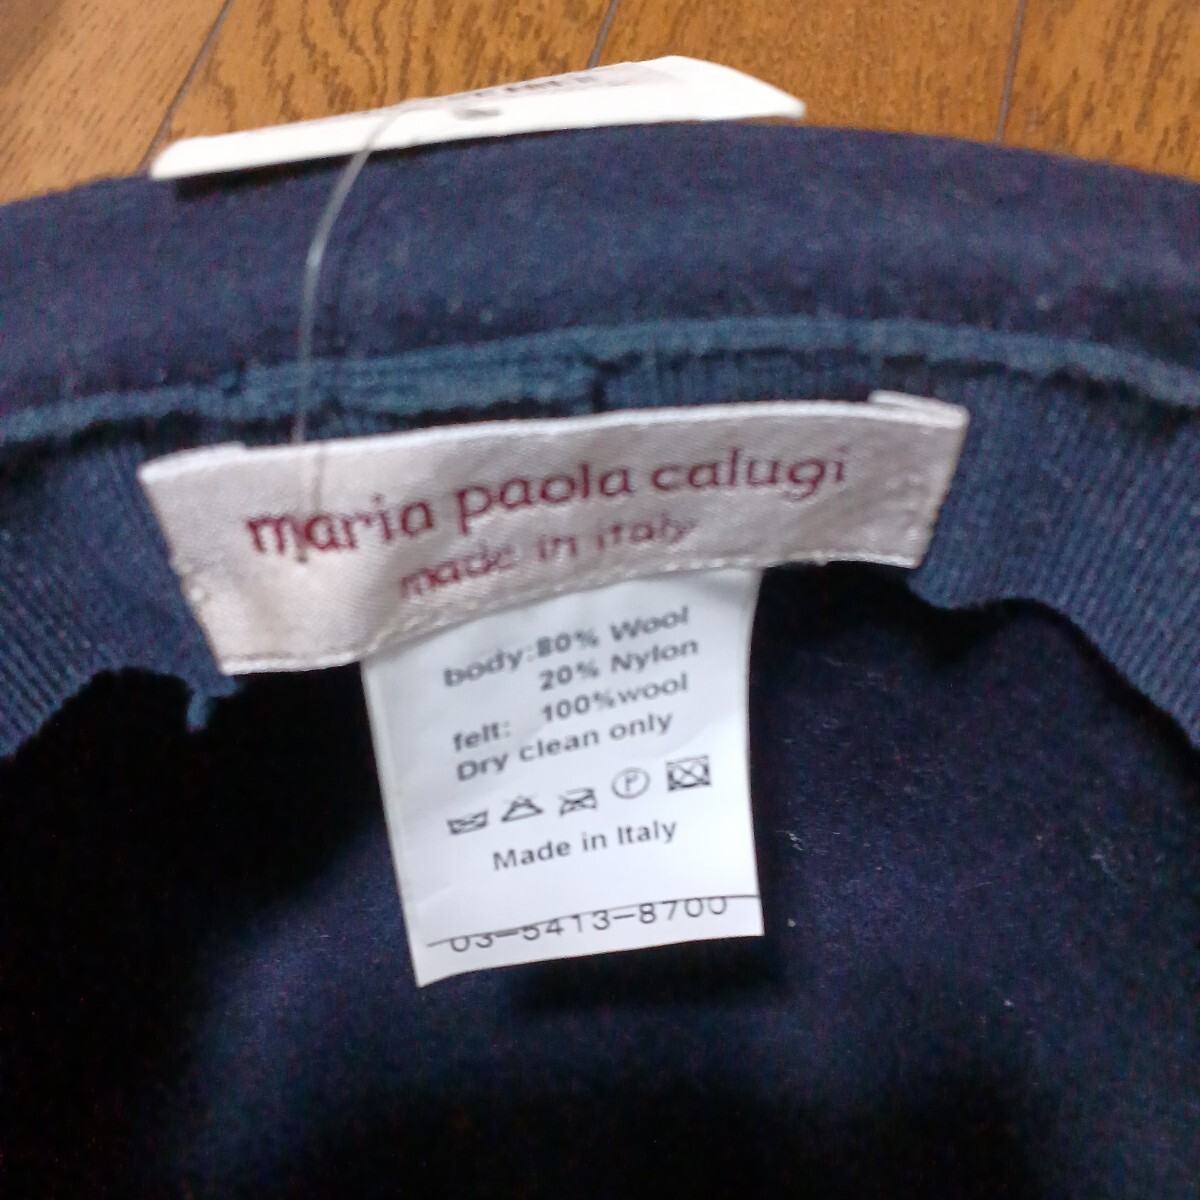 maria paola calugi
made in italy
body:80% Wool
20% Nylon
felt: 100%wool
Dry clean only
P
Made in Italy
03-5413-8700